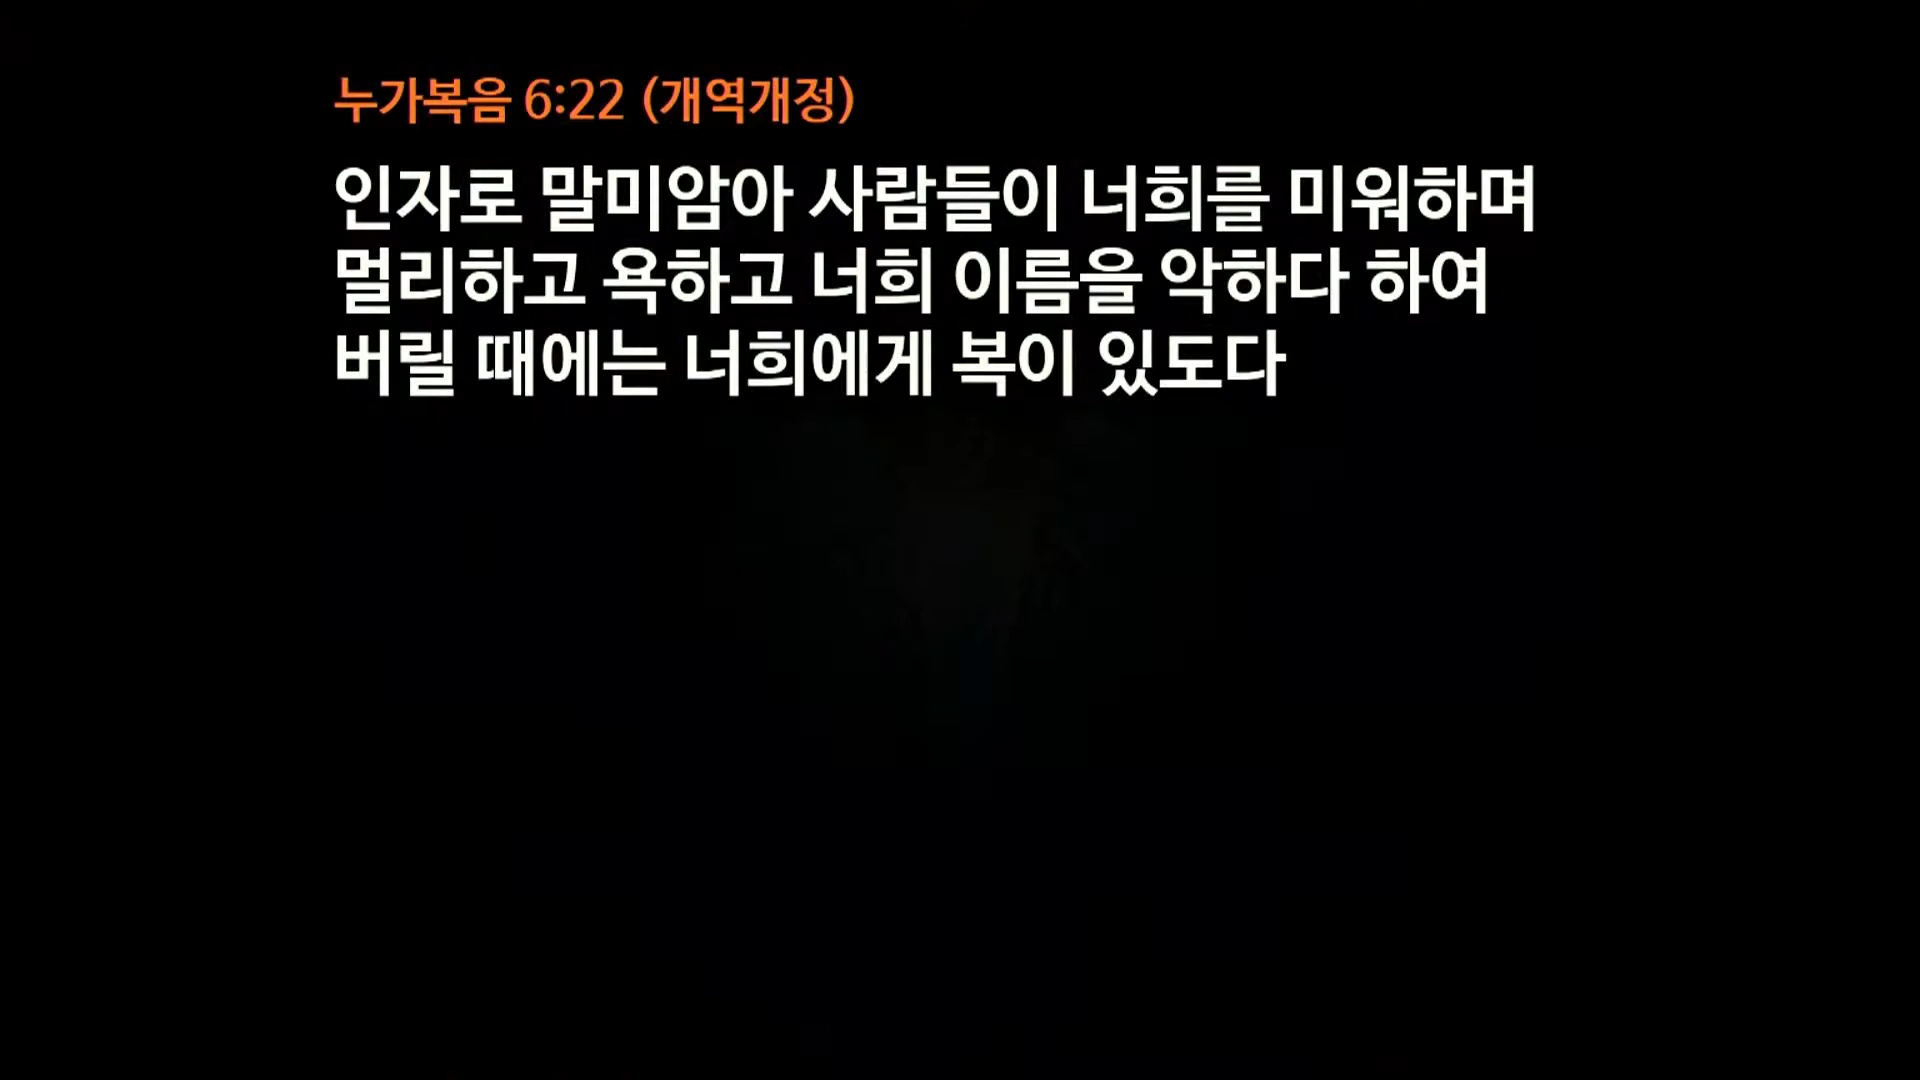 누가복음 6:22 (개역개정)
인자로 말미암아 사람들이 너희를 미워하며
멀리하고 욕하고 너희 이름을 악하다 하여
버릴 때에는 너희에게 복이 있도다